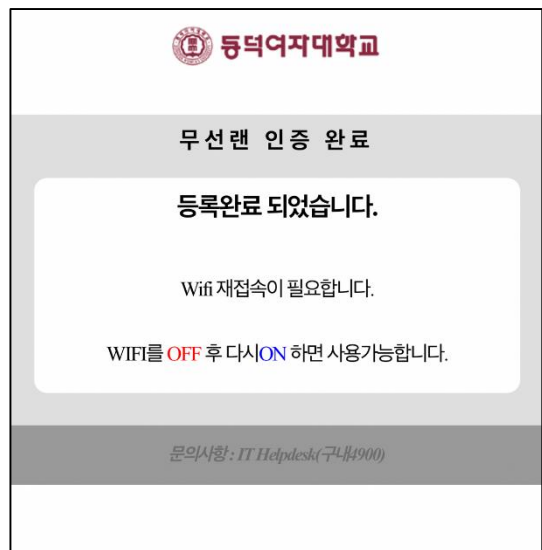 동덕여자대학교
무선랜 인증 완료
등록완료 되었습니다.
Wifi 재접속이 필요합니다.
WIFI를 OFF 후 다시ON 하면 사용가능합니다.
문의사항 : IT Helpdesk(구내4900)